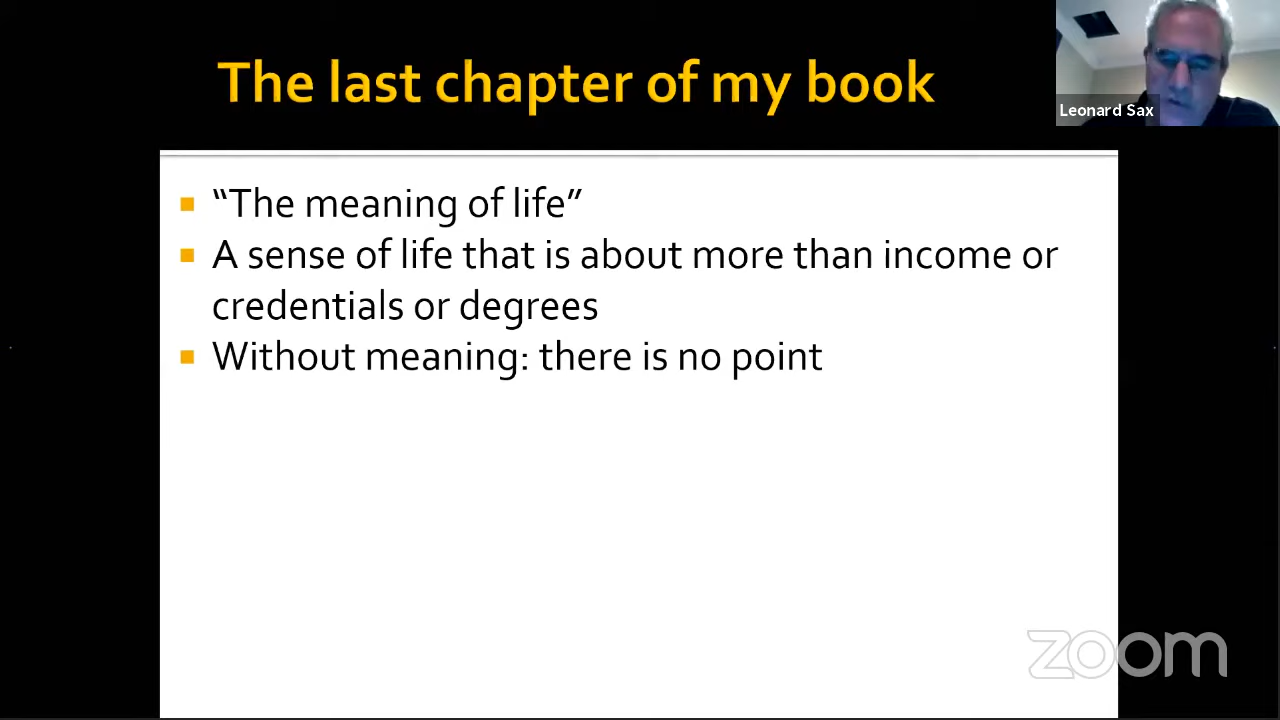 The last chapter of my book
Leonard Sax
“The meaning of life”
A sense of life that is about more than income or
credentials or degrees
Without meaning: there is no point
zoom